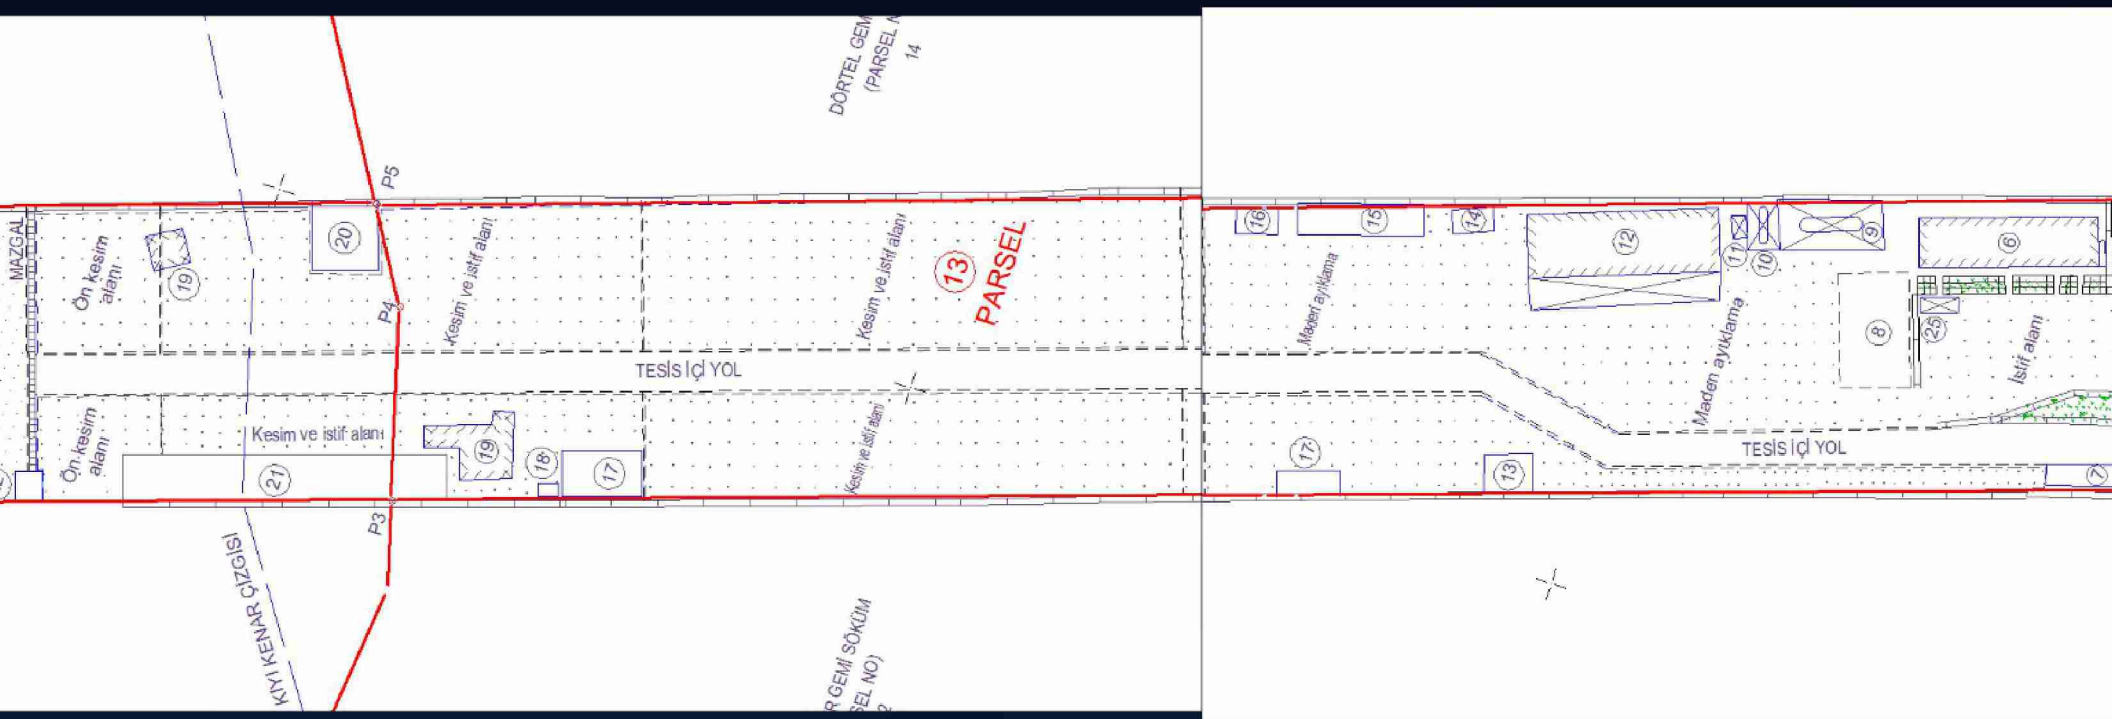 DÖRTEL GEM
(PARSEL N
14
P5
MAZGAL
Ön kesim
alanı
19
20
P4
Kesim ve istif alanı
Kesim ve istif alanı
13
PARSEL
16
15
14
12
11
10
9
6
Maden ayıklama
Maden ayıklama
8
25
İstif alanı
TESİS İÇİ YOL
TESİS İÇİ YOL
Ön kesim
alanı
Kesim ve istif alanı
21
19
18
17
Kesim ve istif alanı
17
13
7
P3
KIYI KENAR ÇİZGİSİ
R GEMİ SÖKÜM
SEL NO)
2